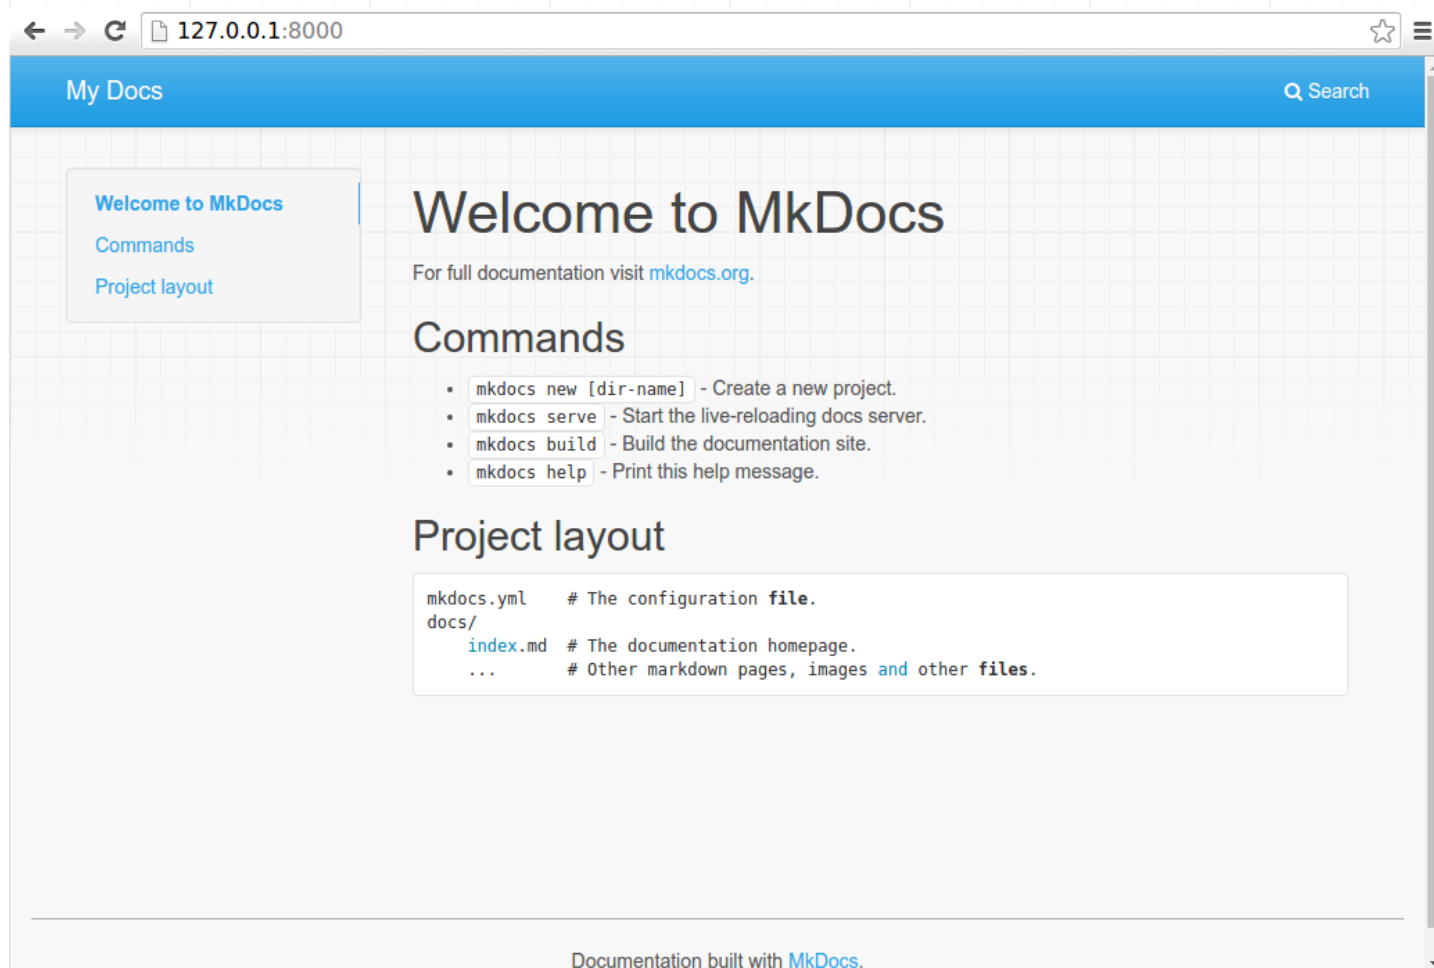 127.0.0.1:8000
My Docs
Search
Welcome to MkDocs
Commands
Project layout
Welcome to MkDocs
For full documentation visit mkdocs.org.
Commands
• mkdocs new [dir-name] - Create a new project.
• mkdocs serve - Start the live-reloading docs server.
• mkdocs build - Build the documentation site.
• mkdocs help - Print this help message.
Project layout
mkdocs.yml    # The configuration file.
docs/
    index.md  # The documentation homepage.
    ...       # Other markdown pages, images and other files.
Documentation built with MkDocs.